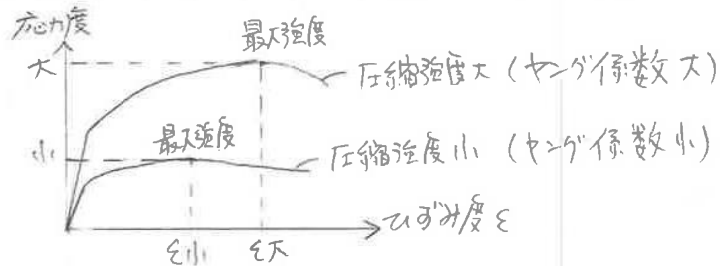 応力度
最大強度
大
圧縮強度大 (ヤング係数大)
最大強度
小
圧縮強度小 (ヤング係数小)
ひずみ度 ε
ε小
ε大